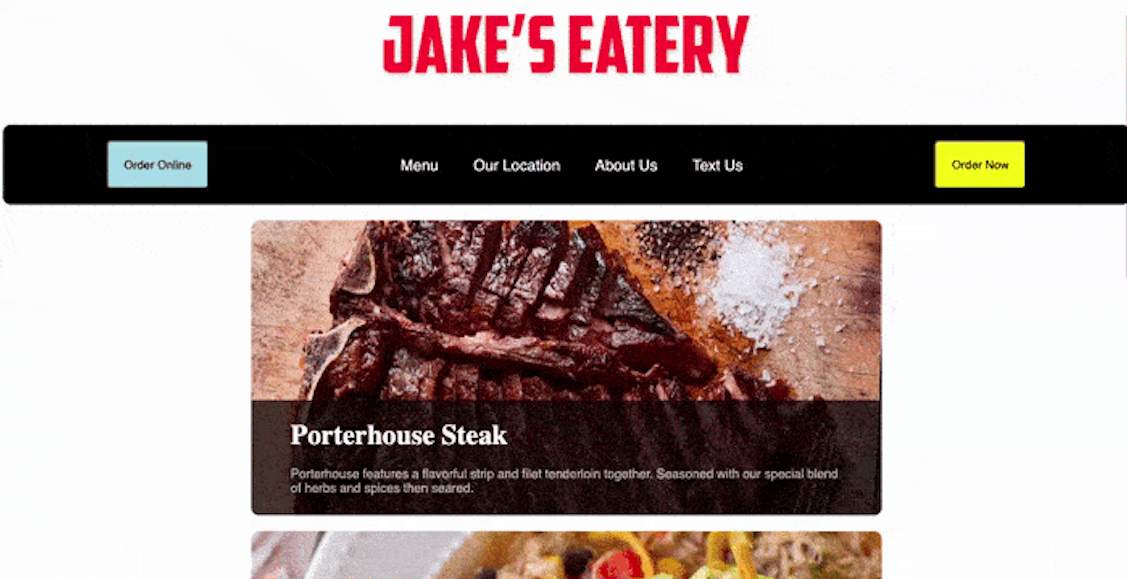 JAKE'S EATERY
Order Online
Menu
Our Location
About Us
Text Us
Order Now
Porterhouse Steak
Porterhouse features a flavorful strip and filet tenderloin together. Seasoned with our special blend
of herbs and spices then seared.